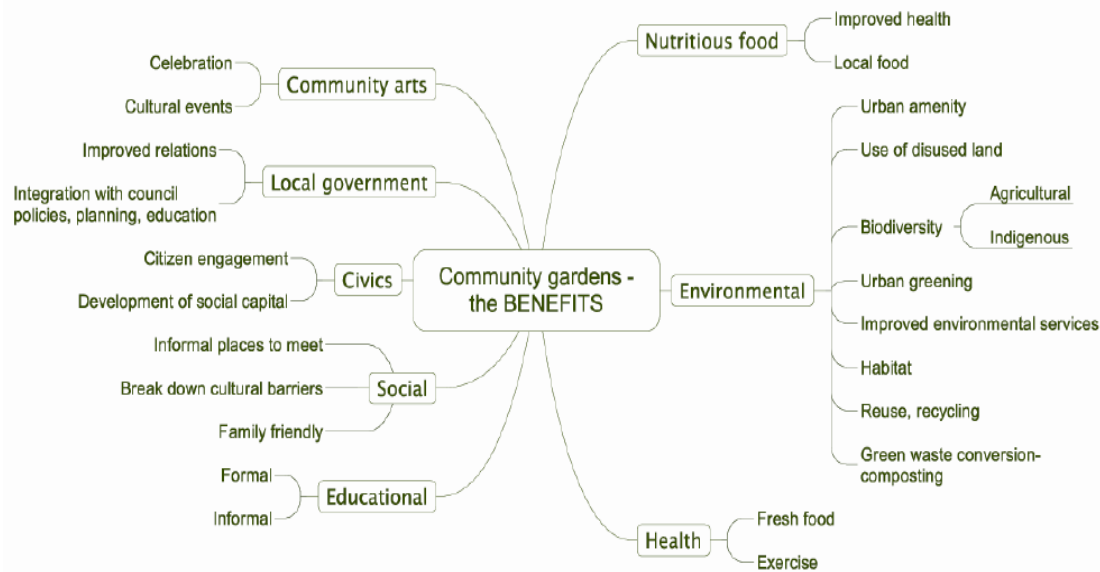 Community gardens -
the BENEFITS
Community arts
Celebration
Cultural events
Local government
Improved relations
Integration with council
policies, planning, education
Civics
Citizen engagement
Development of social capital
Social
Informal places to meet
Break down cultural barriers
Family friendly
Educational
Formal
Informal
Nutritious food
Improved health
Local food
Environmental
Urban amenity
Use of disused land
Biodiversity
Agricultural
Indigenous
Urban greening
Improved environmental services
Habitat
Reuse, recycling
Green waste conversion-
composting
Health
Fresh food
Exercise